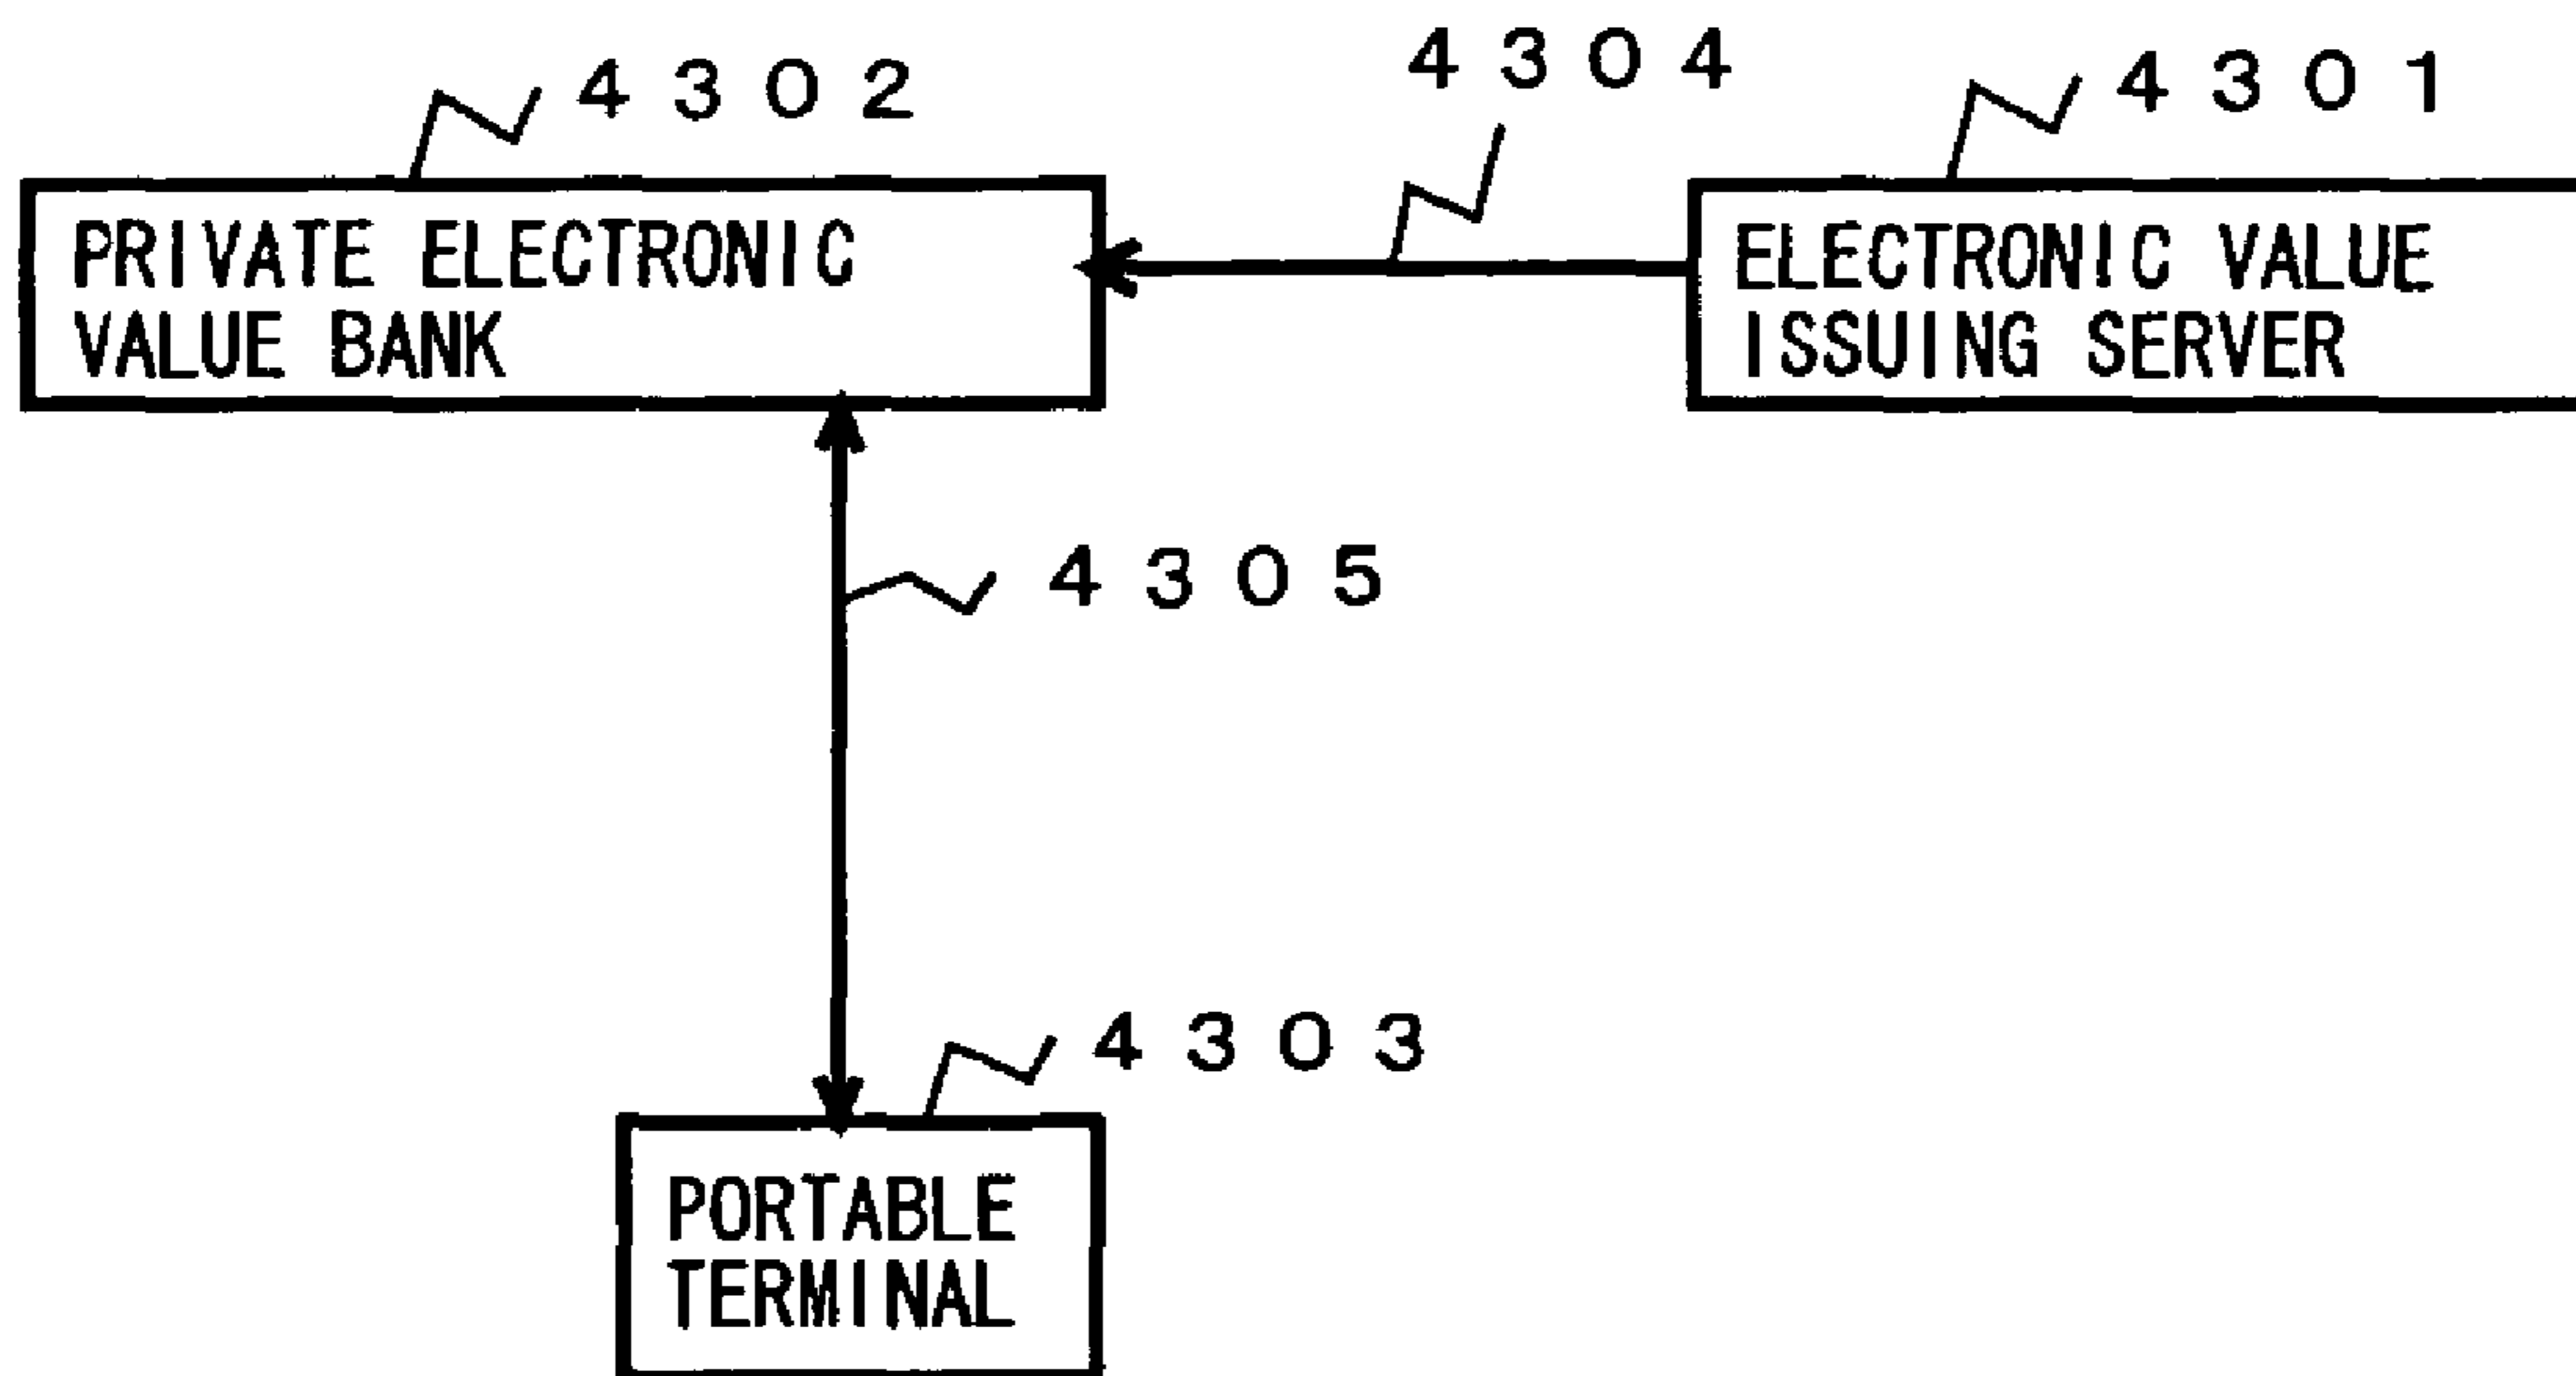 4302
4304
4301
PRIVATE ELECTRONIC
VALUE BANK
ELECTRONIC VALUE
ISSUING SERVER
4305
4303
PORTABLE
TERMINAL